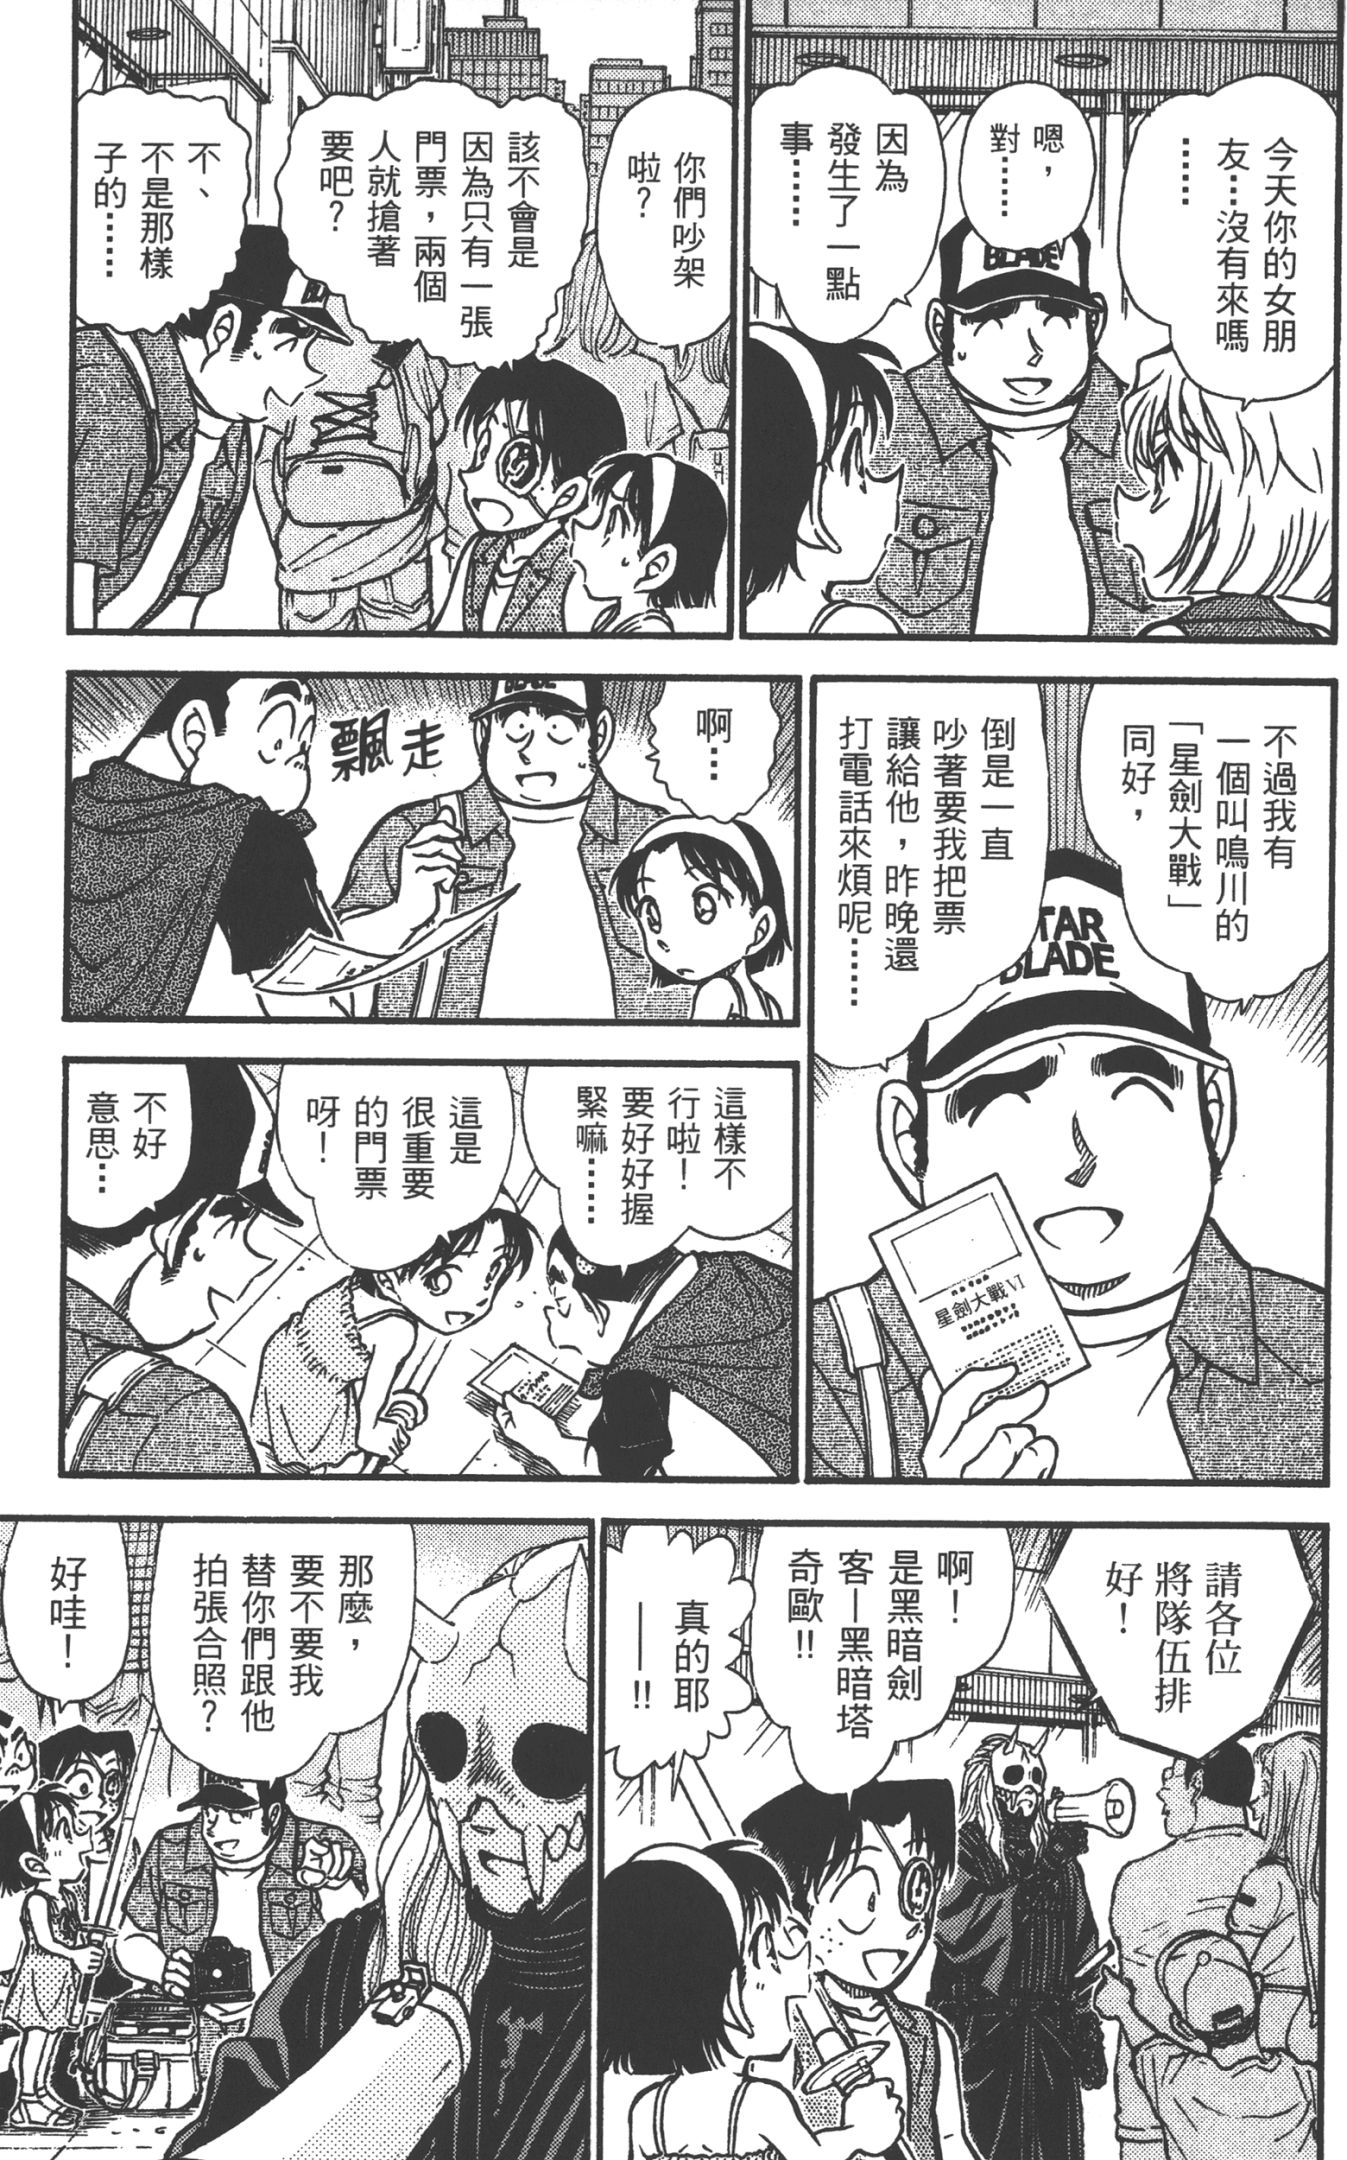 今天你的女朋
友…沒有來嗎
……
嗯，
對……
因為
發生了一點
事……
BLADE
你們吵架
啦？
該不會是
因為只有一張
門票，兩個
人就搶著
要吧？
不、
不是那樣
子的……
不過我有
一個叫鳴川的
「星劍大戰」
同好，
倒是一直
吵著要我把票
讓給他，昨晚還
打電話來煩呢……
STAR
BLADE
星劍大戰VI
啊…
飄走
這樣不
行啦！
要好好握
緊嘛……
這是
很重要
的門票
呀！
不好
意思…
請各位
將隊伍排
好！
啊！
是黑暗劍
客—黑暗塔
奇歐!!
真的耶
——!!
那麼，
要不要我
替你們跟他
拍張合照？
好哇！